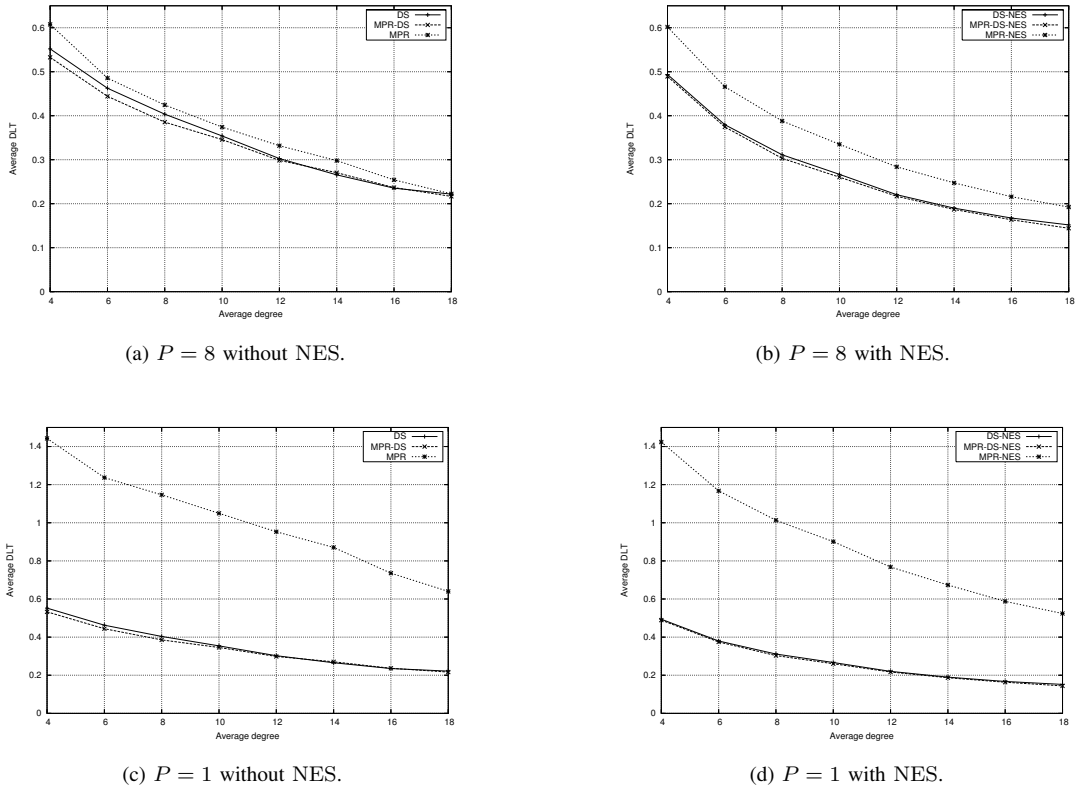 0.6
0.5
0.4
0.3
0.2
0.1
0
4 6 8 10 12 14 16 18
Average DLT
Average degree
DS
MPR-DS
MPR
(a) P = 8 without NES.
0.6
0.5
0.4
0.3
0.2
0.1
0
4 6 8 10 12 14 16 18
Average DLT
Average degree
DS-NES
MPR-DS-NES
MPR-NES
(b) P = 8 with NES.
1.4
1.2
1
0.8
0.6
0.4
0.2
0
4 6 8 10 12 14 16 18
Average DLT
Average degree
DS
MPR-DS
MPR
(c) P = 1 without NES.
1.4
1.2
1
0.8
0.6
0.4
0.2
0
4 6 8 10 12 14 16 18
Average DLT
Average degree
DS-NES
MPR-DS-NES
MPR-NES
(d) P = 1 with NES.